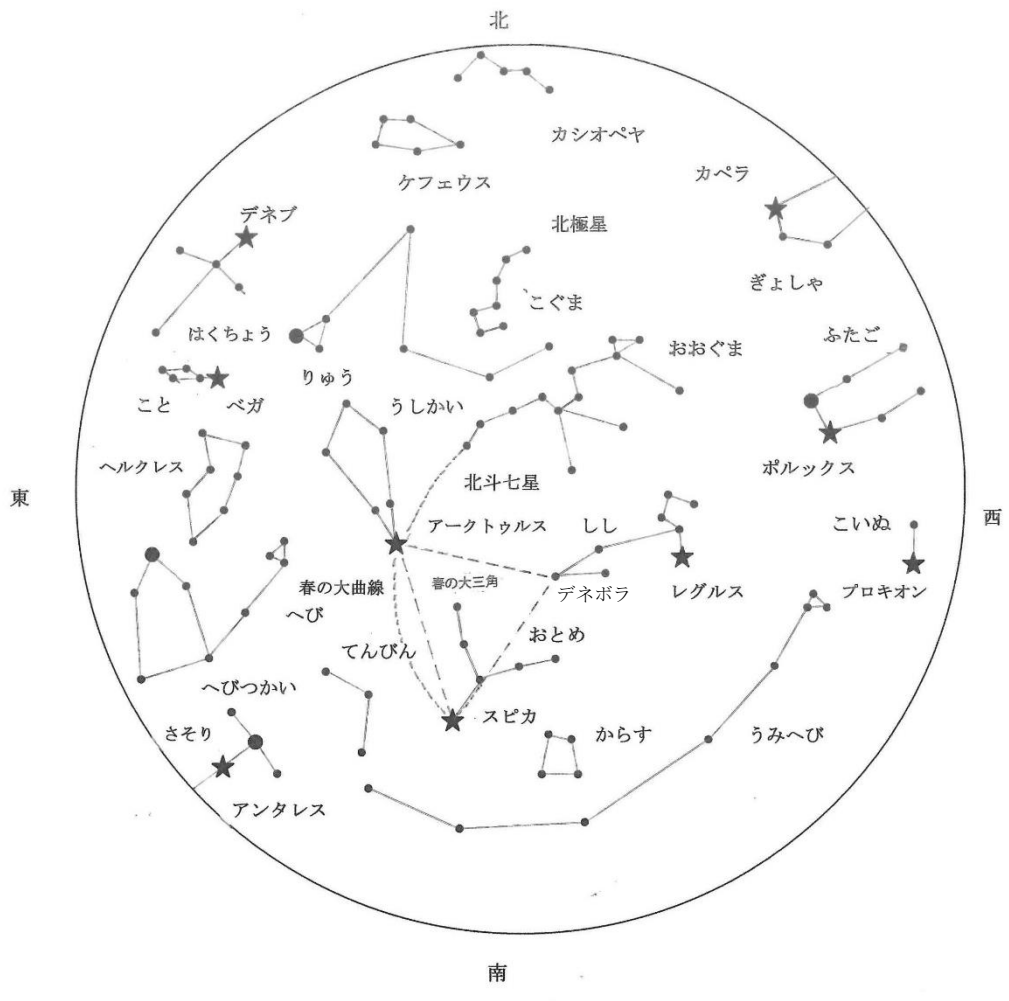 北
カシオペヤ
カペラ
ケフェウス
デネブ
北極星
ぎょしゃ
こぐま
はくちょう
ふたご
おおぐま
りゅう
こと
ベガ
うしかい
ヘルクレス
ポルックス
北斗七星
東
西
アークトゥルス
しし
こいぬ
春の大三角
春の大曲線
デネボラ
レグルス
プロキオン
へび
おとめ
てんびん
へびつかい
スピカ
さそり
からす
うみへび
アンタレス
南